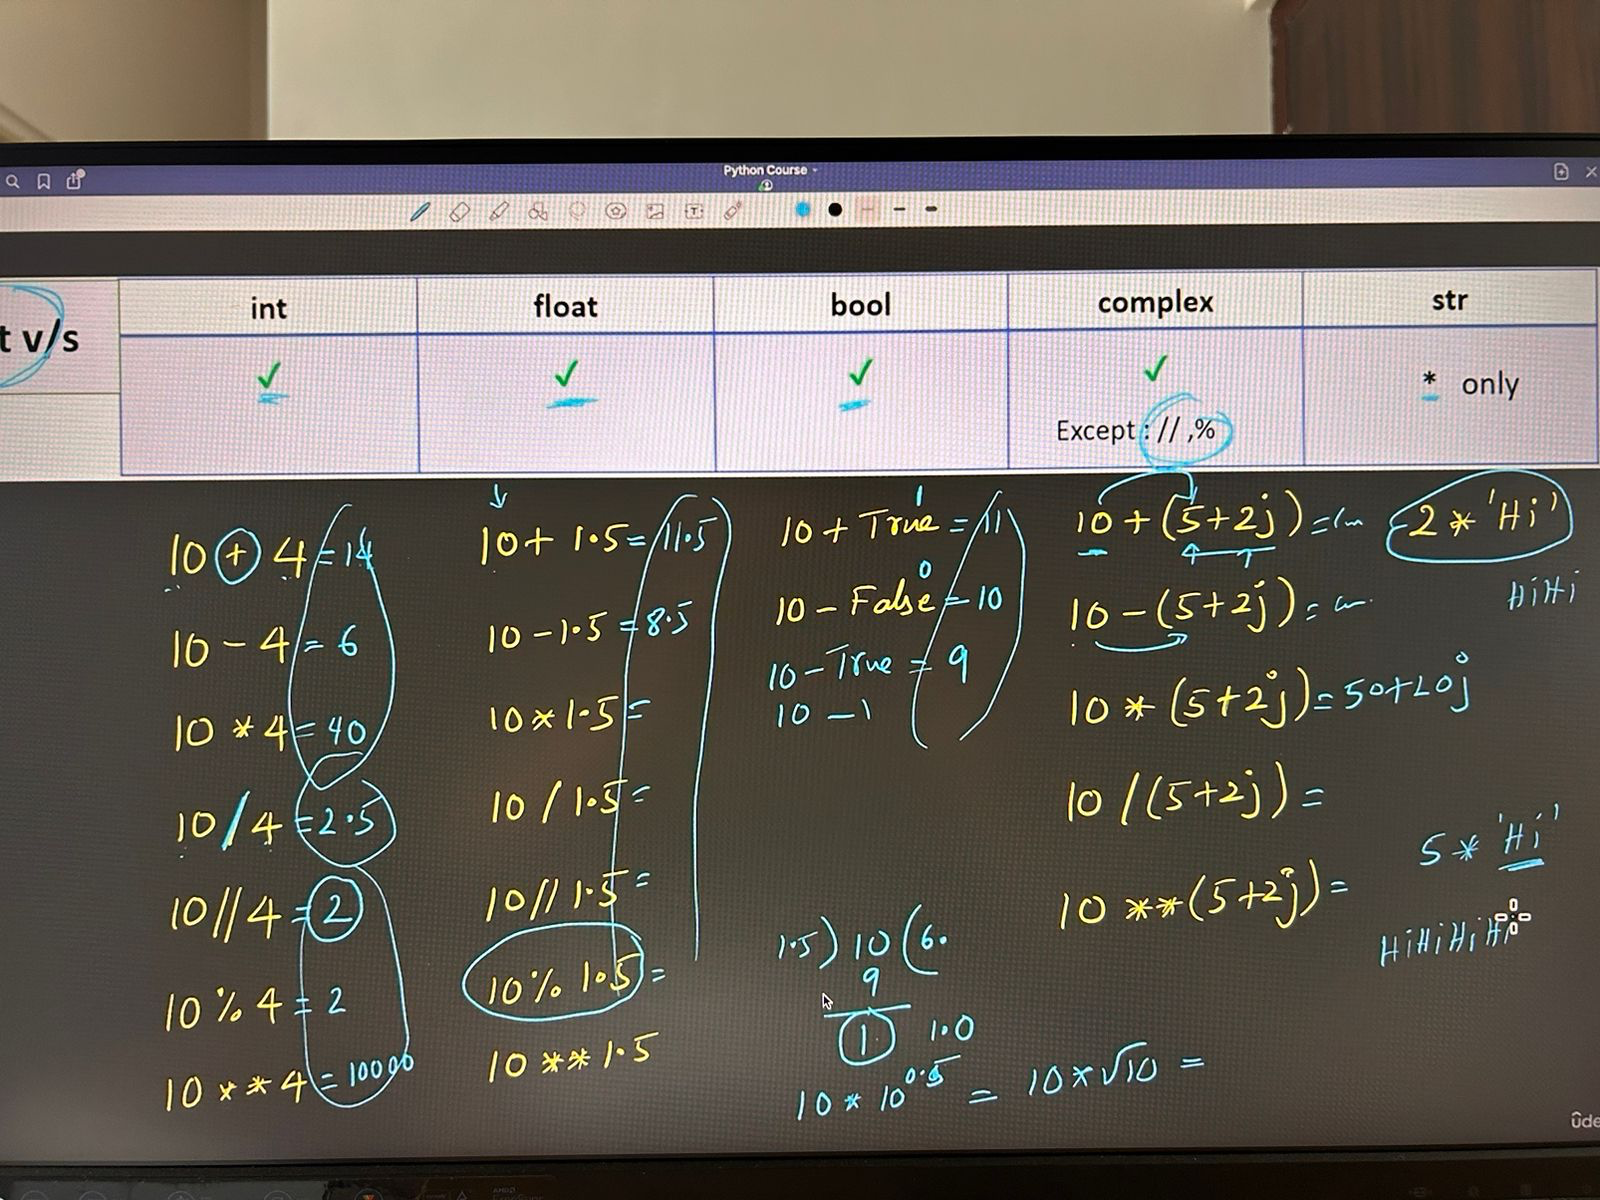 Python Course
t v/s
int
float
bool
complex
str
Except : // ,%
* only
10 + 4 = 14
10 - 4 = 6
10 * 4 = 40
10 / 4 = 2.5
10 // 4 = 2
10 % 4 = 2
10 ** 4 = 10000
10 + 1.5 = 11.5
10 - 1.5 = 8.5
10 * 1.5 =
10 / 1.5 =
10 // 1.5 =
10 % 1.5 =
10 ** 1.5
1
10 + True = 11
0
10 - False = 10
10 - True = 9
10 - 1
1.5 ) 10 ( 6.
9
1 1.0
10 * 10^0.5 = 10 * √10 =
10 + (5+2j) =
10 - (5+2j) =
10 * (5+2j) = 50+20j
10 / (5+2j) =
10 ** (5+2j) =
2 * 'Hi'
HiHi
5 * 'Hi'
HiHiHiHi
ûde